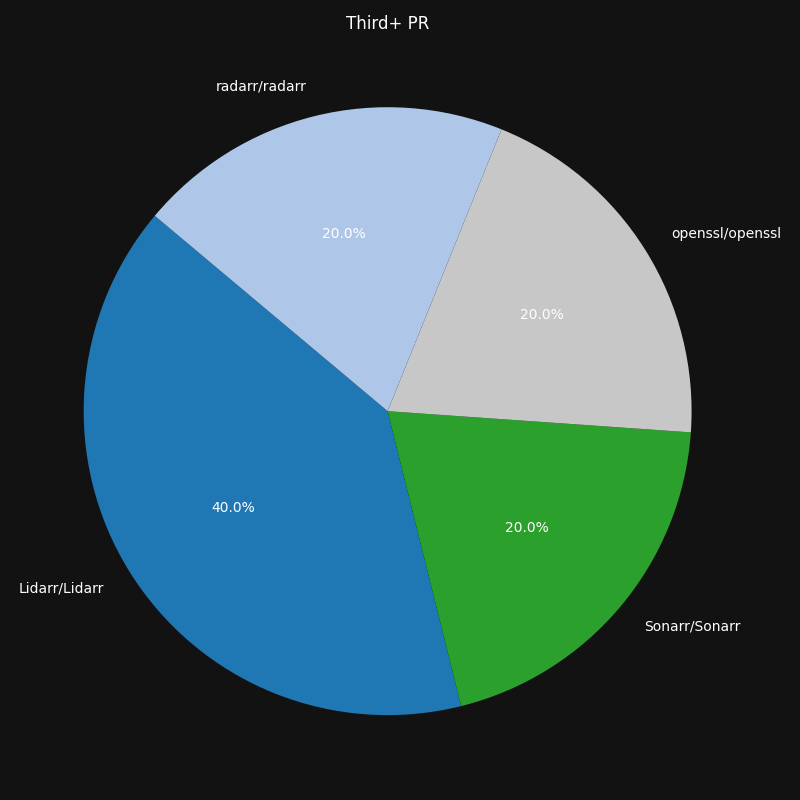 Third+ PR
radarr/radarr
openssl/openssl
20.0%
20.0%
40.0%
20.0%
Lidarr/Lidarr
Sonarr/Sonarr